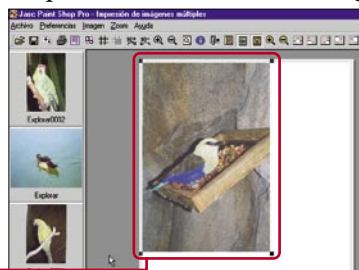 Jasc Paint Shop Pro - Impresión de imágenes múltiples
Archivo Preferencias Imagen Zoom Ayuda
Explorar0002
Explorar